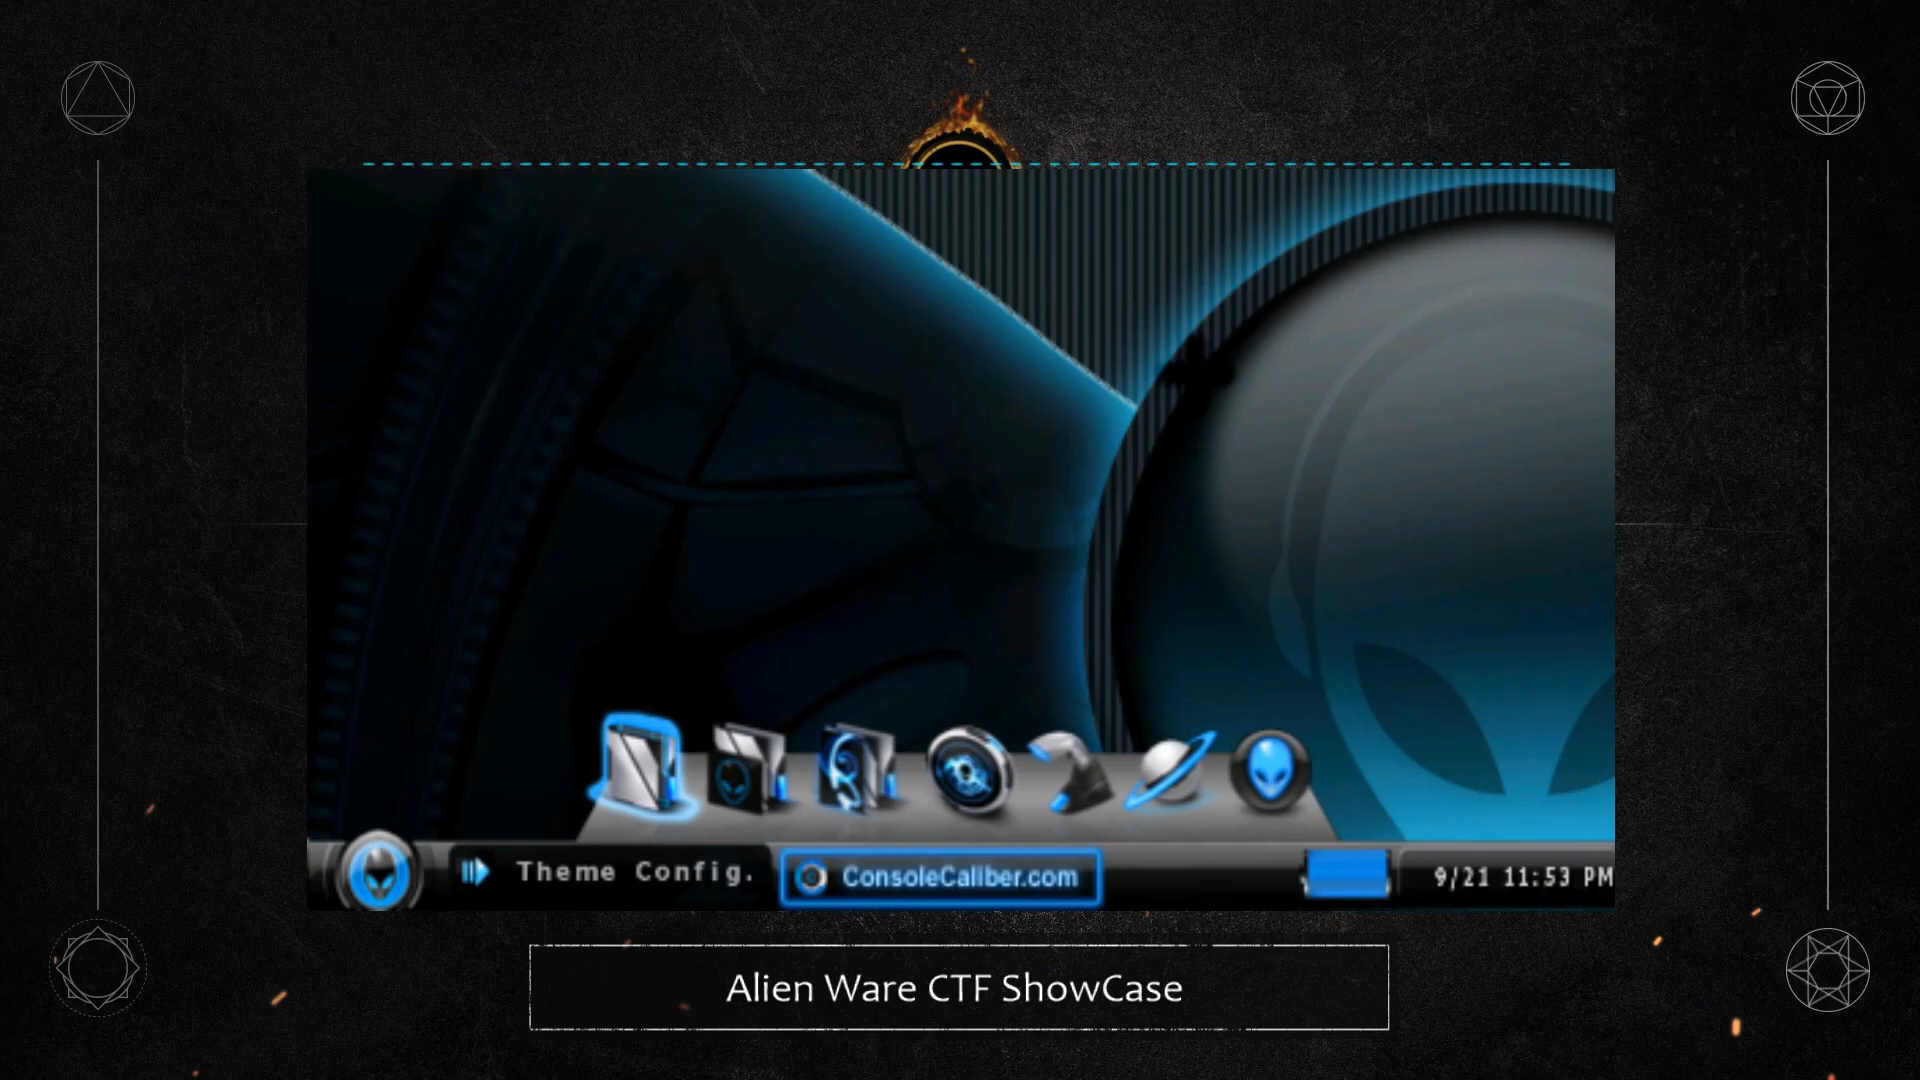 Theme Config.
ConsoleCaliber.com
9/21 11:53 PM
Alien Ware CTF ShowCase